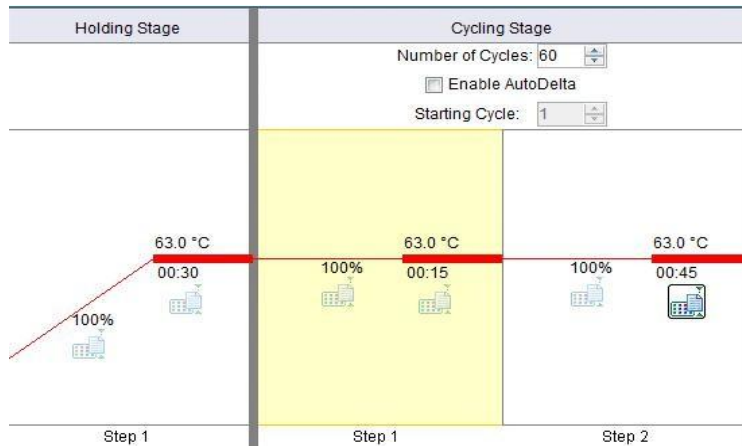 Holding Stage
Cycling Stage
Number of Cycles: 60
Enable AutoDelta
Starting Cycle: 1
63.0 °C
00:30
100%
63.0 °C
100%
00:15
63.0 °C
100%
00:45
Step 1
Step 1
Step 2